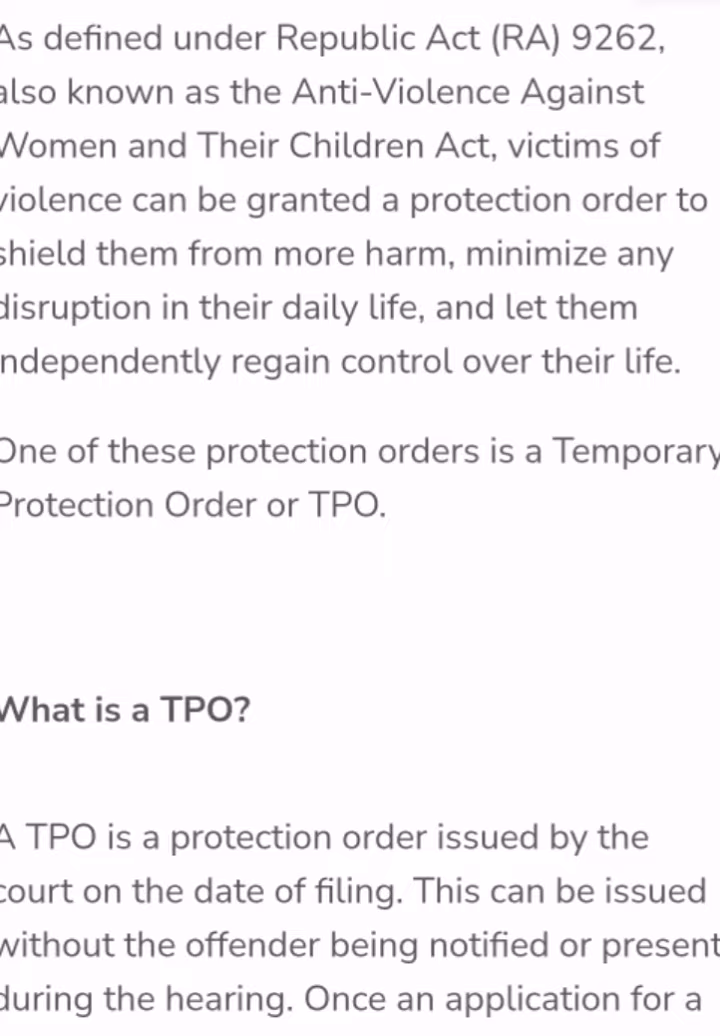 As defined under Republic Act (RA) 9262,
also known as the Anti-Violence Against
Women and Their Children Act, victims of
violence can be granted a protection order to
shield them from more harm, minimize any
disruption in their daily life, and let them
independently regain control over their life.
One of these protection orders is a Temporary
Protection Order or TPO.
What is a TPO?
A TPO is a protection order issued by the
court on the date of filing. This can be issued
without the offender being notified or present
during the hearing. Once an application for a